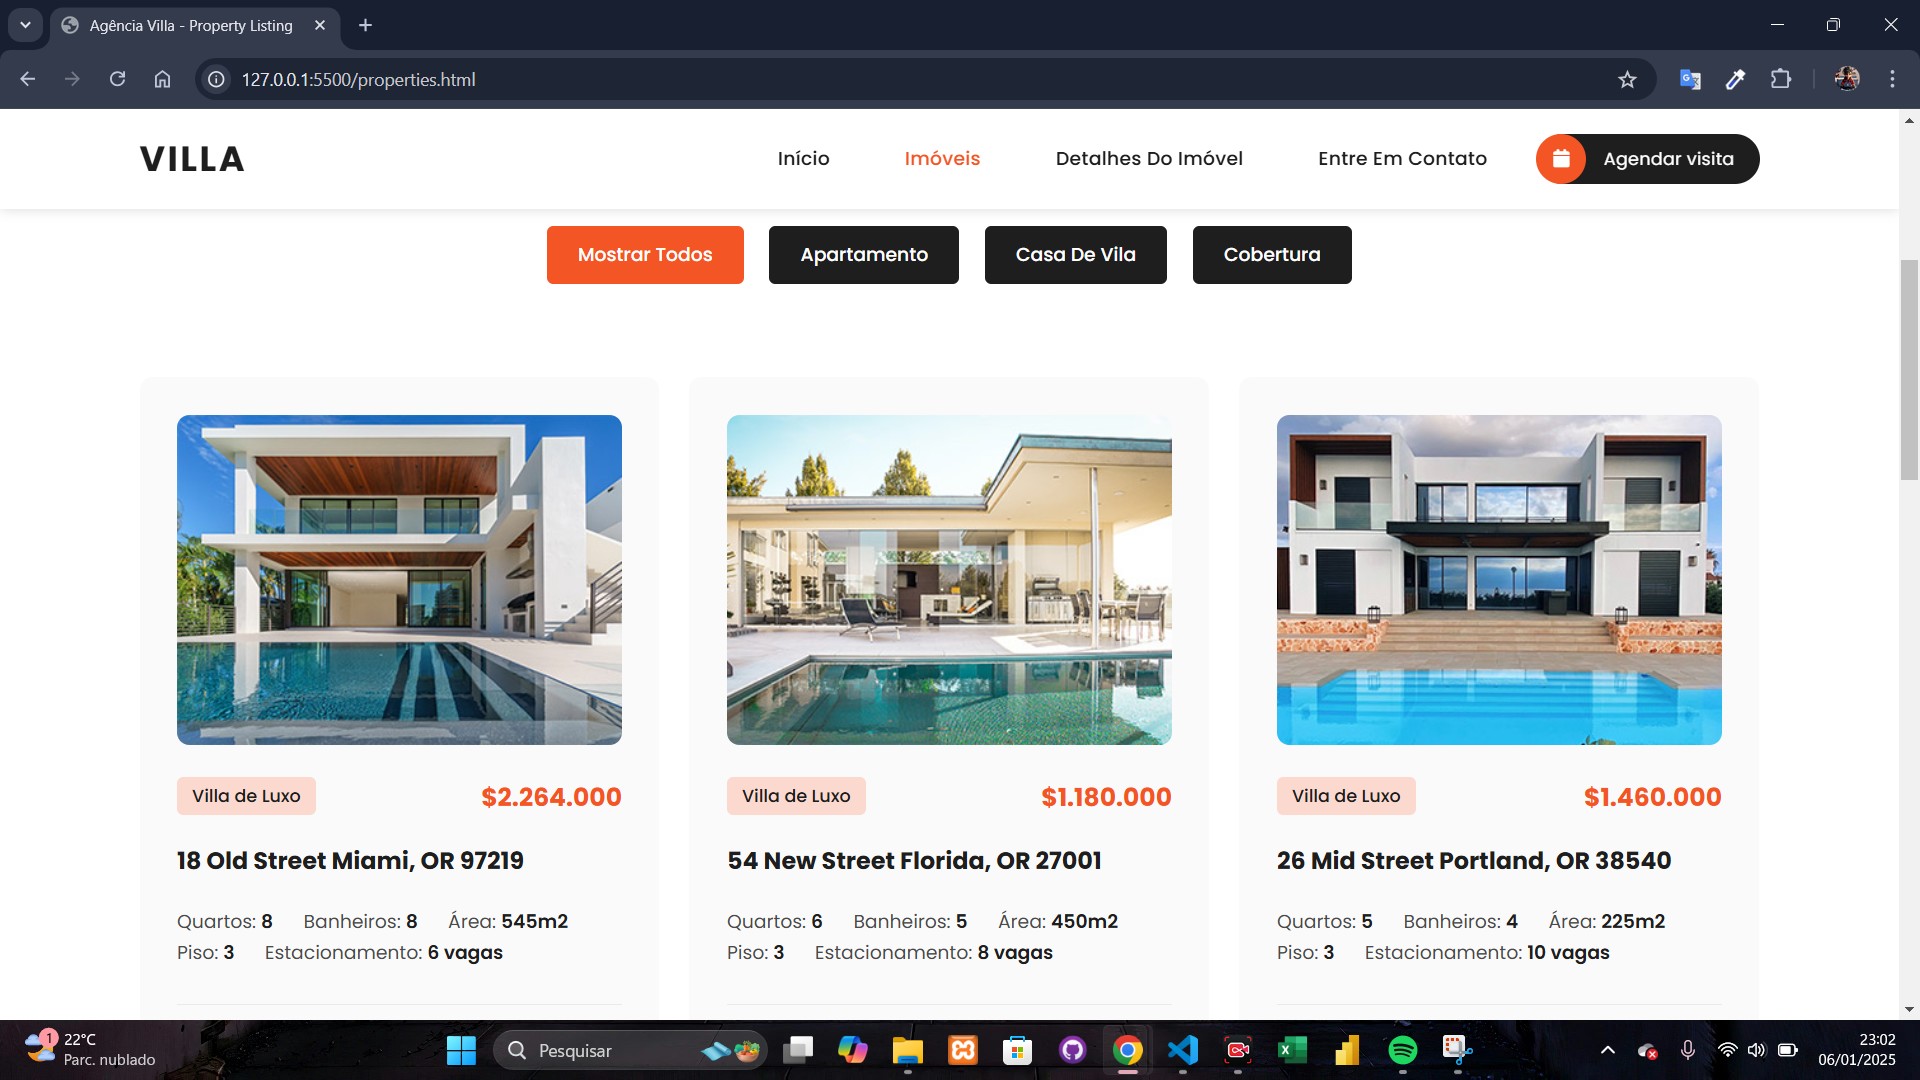 Agência Villa - Property Listing
127.0.0.1:5500/properties.html
VILLA
Início
Imóveis
Detalhes Do Imóvel
Entre Em Contato
Agendar visita
Mostrar Todos
Apartamento
Casa De Vila
Cobertura
Villa de Luxo
$2.264.000
18 Old Street Miami, OR 97219
Quartos: 8 Banheiros: 8 Área: 545m2
Piso: 3 Estacionamento: 6 vagas
Villa de Luxo
$1.180.000
54 New Street Florida, OR 27001
Quartos: 6 Banheiros: 5 Área: 450m2
Piso: 3 Estacionamento: 8 vagas
Villa de Luxo
$1.460.000
26 Mid Street Portland, OR 38540
Quartos: 5 Banheiros: 4 Área: 225m2
Piso: 3 Estacionamento: 10 vagas
1
22°C
Parc. nublado
Pesquisar
23:02
06/01/2025